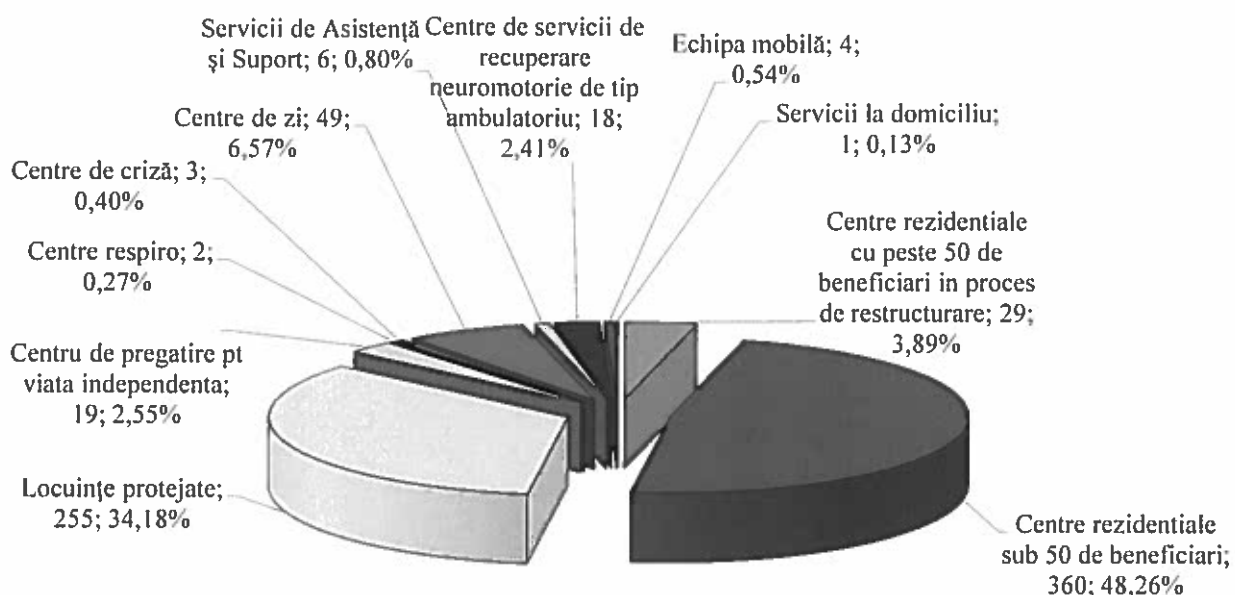 Servicii de Asistență
și Suport; 6; 0,80%
Centre de servicii de
recuperare
neuromotorie de tip
ambulatoriu; 18;
2,41%
Echipa mobilă; 4;
0,54%
Servicii la domiciliu;
1; 0,13%
Centre de zi; 49;
6,57%
Centre de criză; 3;
0,40%
Centre respiro; 2;
0,27%
Centru de pregatire pt
viata independenta;
19; 2,55%
Locuințe protejate;
255; 34,18%
Centre rezidentiale
cu peste 50 de
beneficiari in proces
de restructurare; 29;
3,89%
Centre rezidentiale
sub 50 de beneficiari;
360; 48,26%